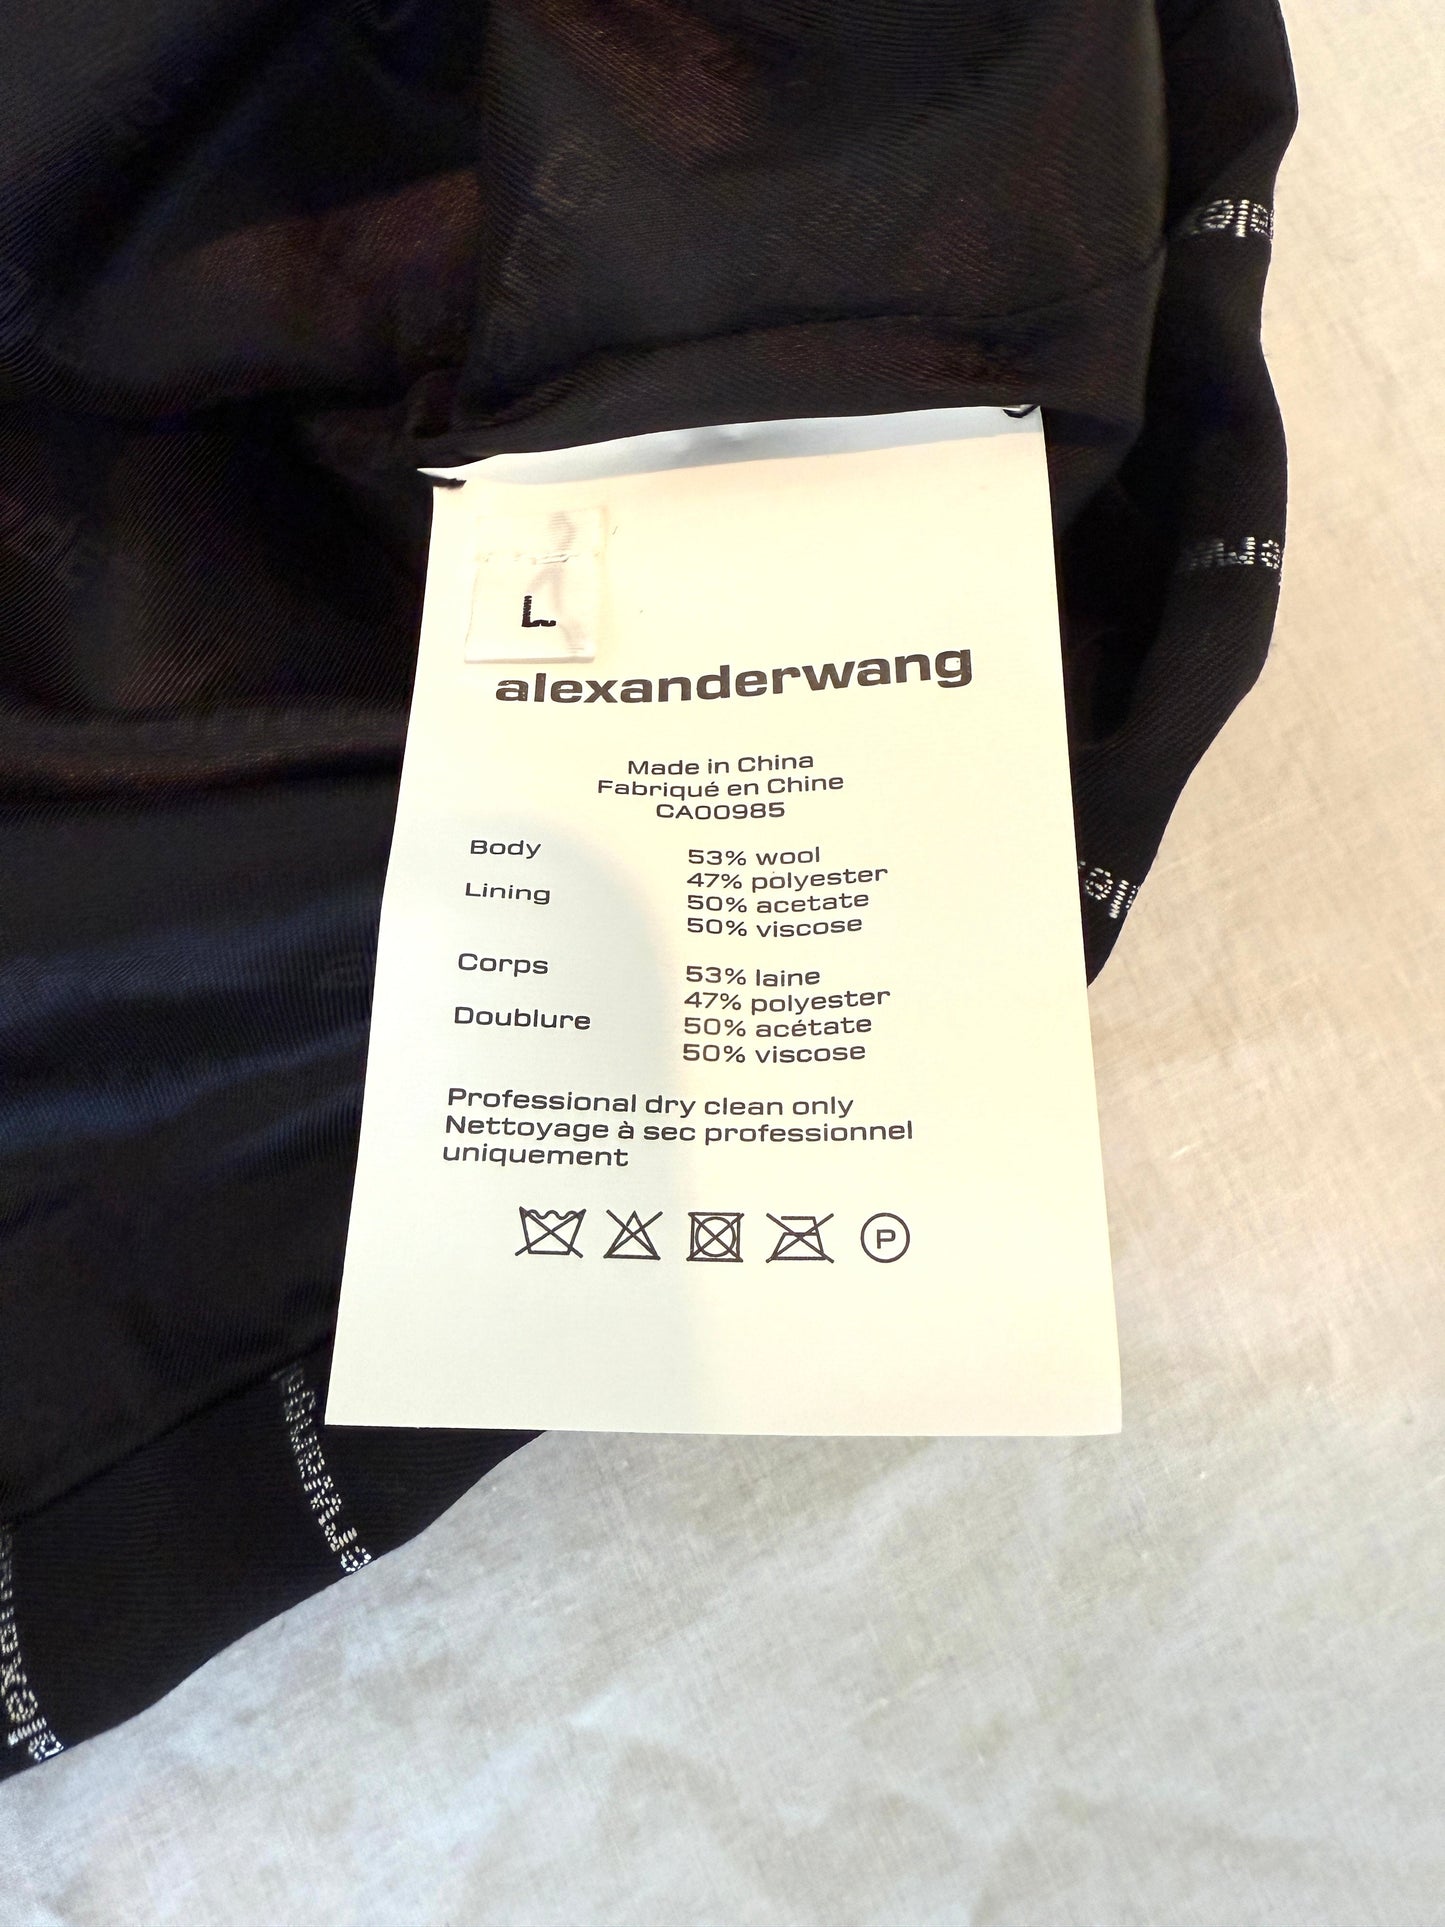 L
alexanderwang
Made in China
Fabriqué en Chine
CA00985
Body 53% wool
47% polyester
Lining 50% acetate
50% viscose
Corps 53% laine
47% polyester
Doublure 50% acétate
50% viscose
Professional dry clean only
Nettoyage à sec professionnel
uniquement
P